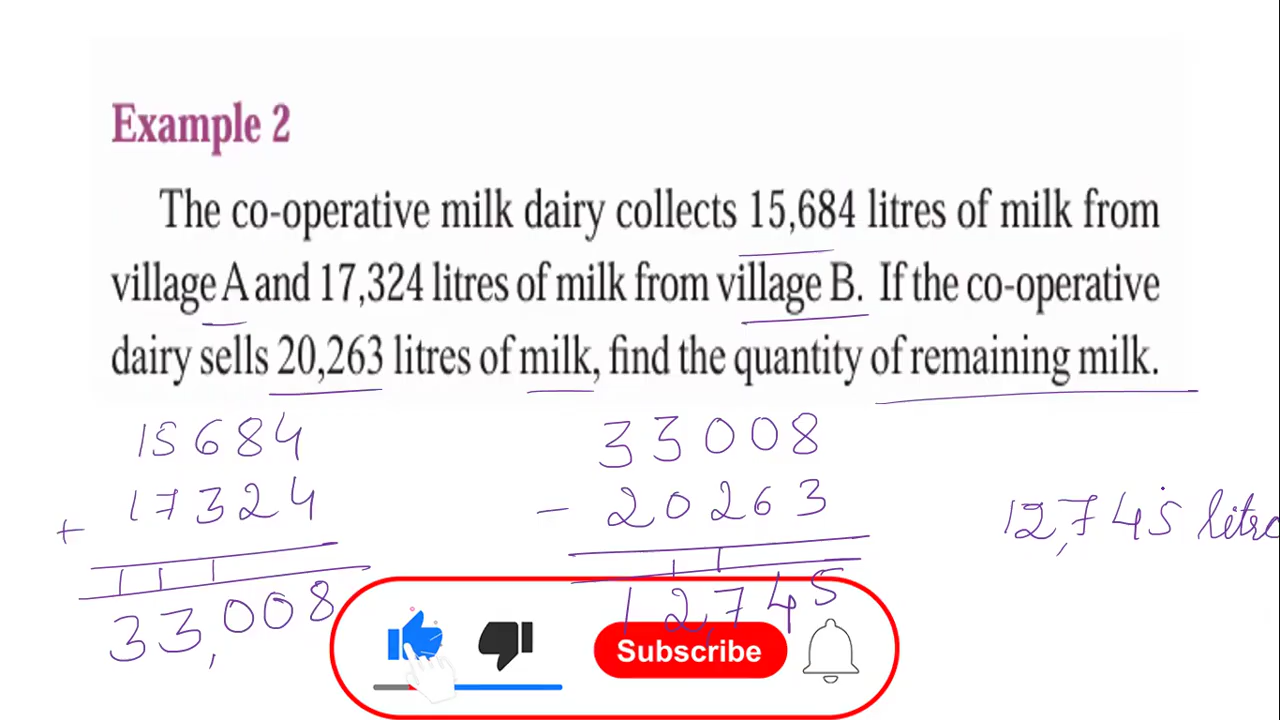 Example 2
The co-operative milk dairy collects 15,684 litres of milk from
village A and 17,324 litres of milk from village B. If the co-operative
dairy sells 20,263 litres of milk, find the quantity of remaining milk.
15684
+ 17324
33,008
33008
- 20263
12,745
12,745 litre
Subscribe